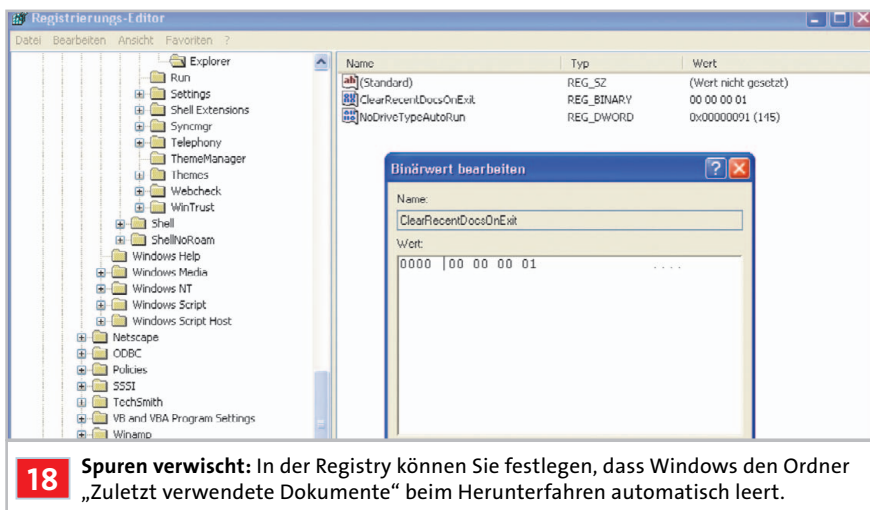 Registrierungs-Editor
Datei Bearbeiten Ansicht Favoriten ?
Explorer
Run
Settings
Shell Extensions
Syncmgr
Telephony
ThemeManager
Themes
Webcheck
WinTrust
Shell
ShellNoRoam
Windows Help
Windows Media
Windows NT
Windows Script
Windows Script Host
Netscape
ODBC
Policies
SSSI
TechSmith
VB and VBA Program Settings
Winamp
Name Typ Wert
(Standard) REG_SZ (Wert nicht gesetzt)
ClearRecentDocsOnExit REG_BINARY 00 00 00 01
NoDriveTypeAutoRun REG_DWORD 0x00000091 (145)
Binärwert bearbeiten
Name:
ClearRecentDocsOnExit
Wert:
0000 00 00 00 01 ....
18 Spuren verwischt: In der Registry können Sie festlegen, dass Windows den Ordner
„Zuletzt verwendete Dokumente“ beim Herunterfahren automatisch leert.